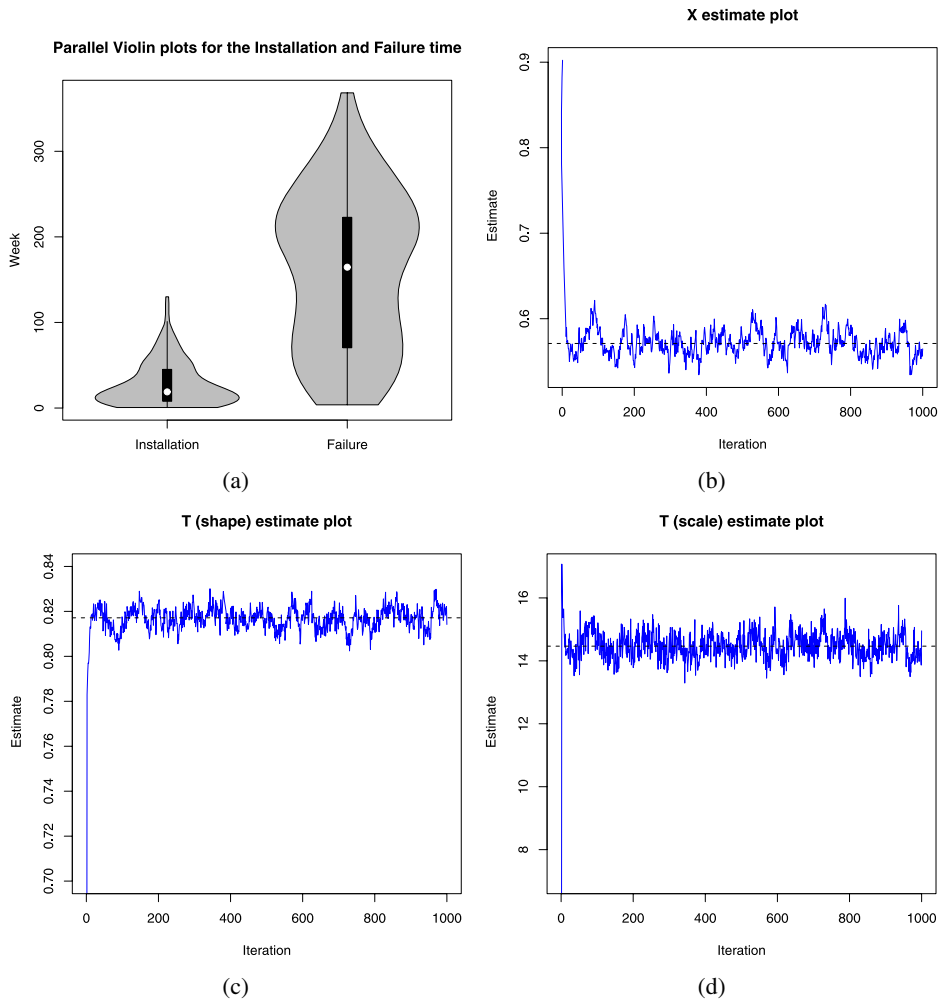 Parallel Violin plots for the Installation and Failure time
Week
300
200
100
0
Installation Failure
(a)
X estimate plot
Estimate
0.9
0.8
0.7
0.6
0 200 400 600 800 1000
Iteration
(b)
T (shape) estimate plot
Estimate
0.84
0.82
0.80
0.78
0.76
0.74
0.72
0.70
0 200 400 600 800 1000
Iteration
(c)
T (scale) estimate plot
Estimate
16
14
12
10
8
0 200 400 600 800 1000
Iteration
(d)